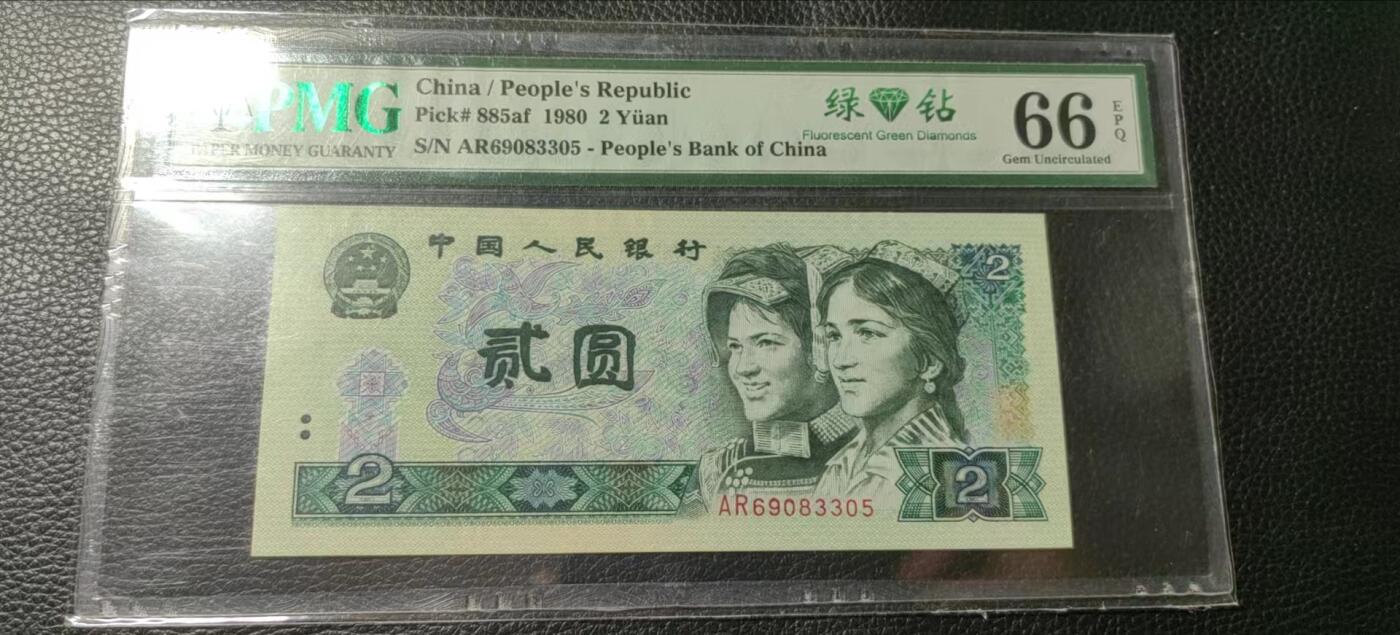 PMG
PAPER MONEY GUARANTY
China / People's Republic
Pick# 885af 1980 2 Yüan
S/N AR69083305 - People's Bank of China
绿 钻
Fluorescent Green Diamonds
66
EPQ
Gem Uncirculated
中国人民银行
2
贰圆
2
AR69083305
2